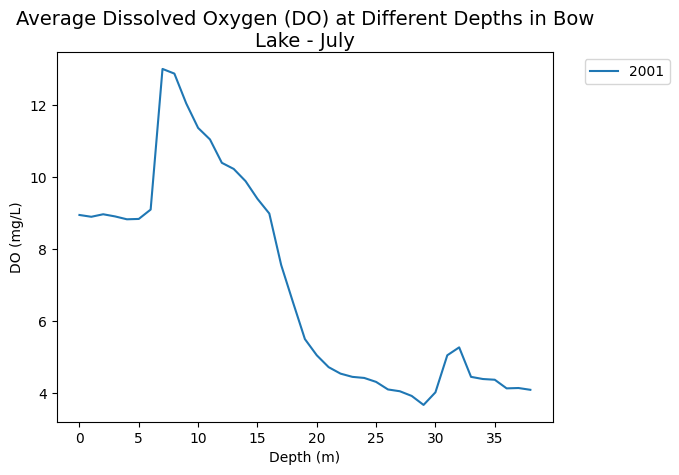 Average Dissolved Oxygen (DO) at Different Depths in Bow
Lake - July
2001
12
10
8
6
4
DO (mg/L)
0 5 10 15 20 25 30 35
Depth (m)